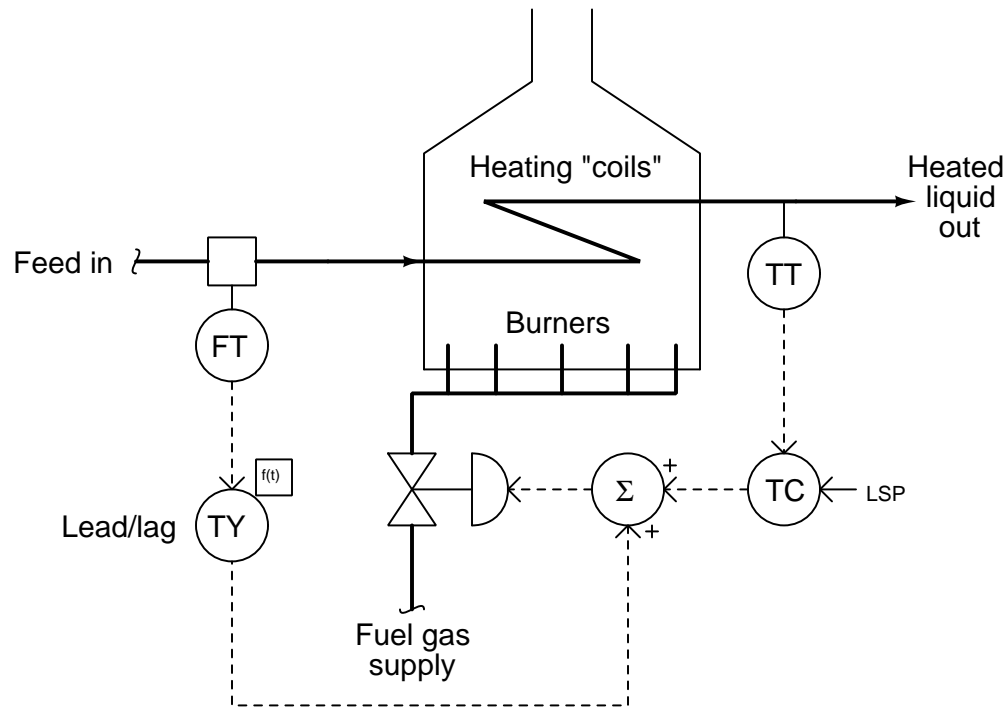 Heating "coils"
Heated
liquid
out
Feed in
TT
FT
Burners
f(t)
Lead/lag
TY
Σ
+
+
TC
LSP
Fuel gas
supply